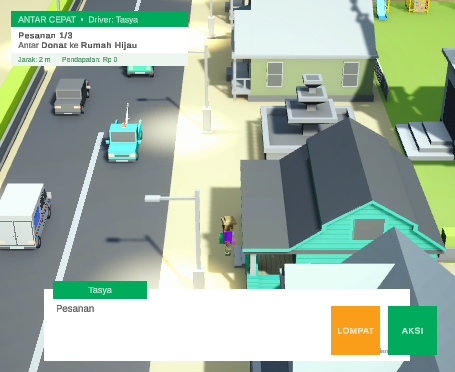 ANTAR CEPAT • Driver: Tasya
Pesanan 1/3
Antar Donat ke Rumah Hijau
Jarak: 2 m Pendapatan: Rp 0
Tasya
Pesanan
LOMPAT
AKSI